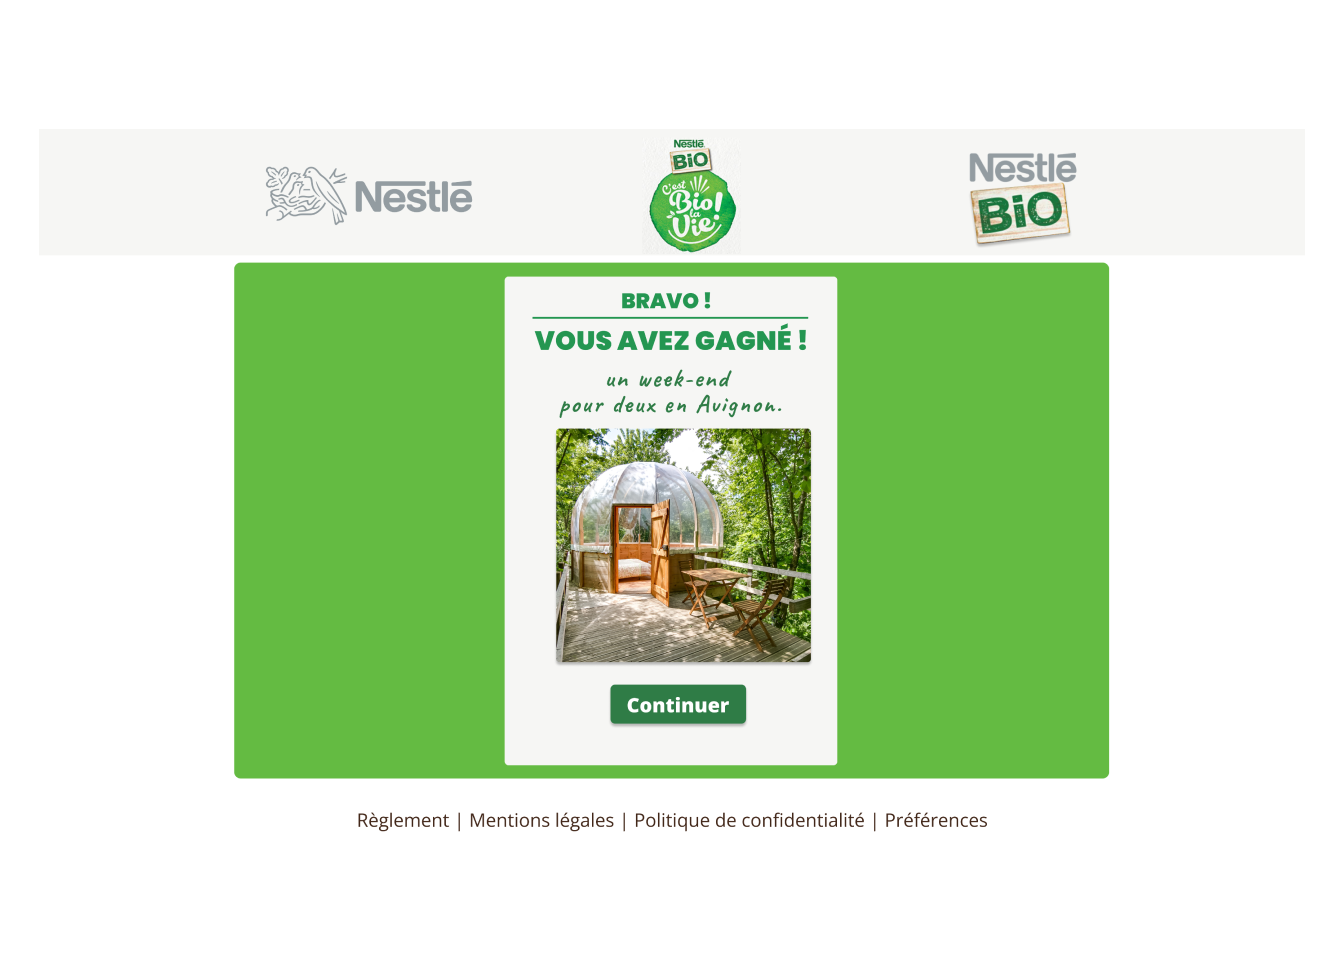 Nestlé
Nestlé
BiO
C'est
Bio!
la
Vie!
Nestlé
BiO
BRAVO !
VOUS AVEZ GAGNÉ !
un week-end
pour deux en Avignon.
Continuer
Règlement | Mentions légales | Politique de confidentialité | Préférences